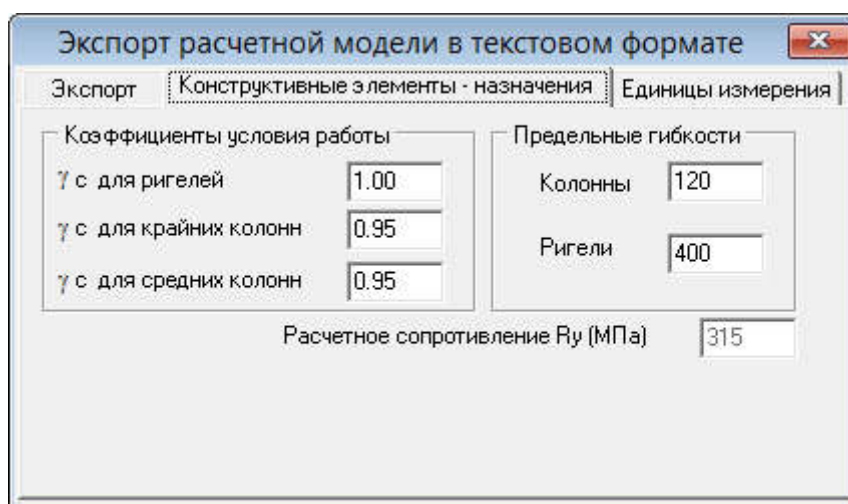 Экспорт расчетной модели в текстовом формате
Экспорт Конструктивные элементы - назначения Единицы измерения
Коэффициенты условия работы
γ с для ригелей 1.00
γ с для крайних колонн 0.95
γ с для средних колонн 0.95
Предельные гибкости
Колонны 120
Ригели 400
Расчетное сопротивление Ry (МПа) 315